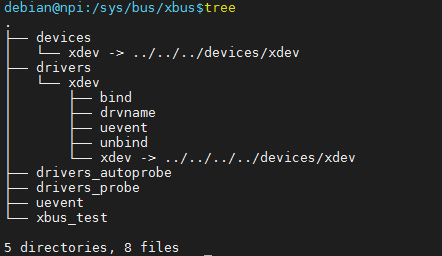 debian@npi:/sys/bus/xbus$tree
.
├── devices
│   └── xdev -> ../../../devices/xdev
├── drivers
│   └── xdev
│       ├── bind
│       ├── drvname
│       ├── uevent
│       ├── unbind
│       └── xdev -> ../../../../devices/xdev
├── drivers_autoprobe
├── drivers_probe
├── uevent
└── xbus_test

5 directories, 8 files